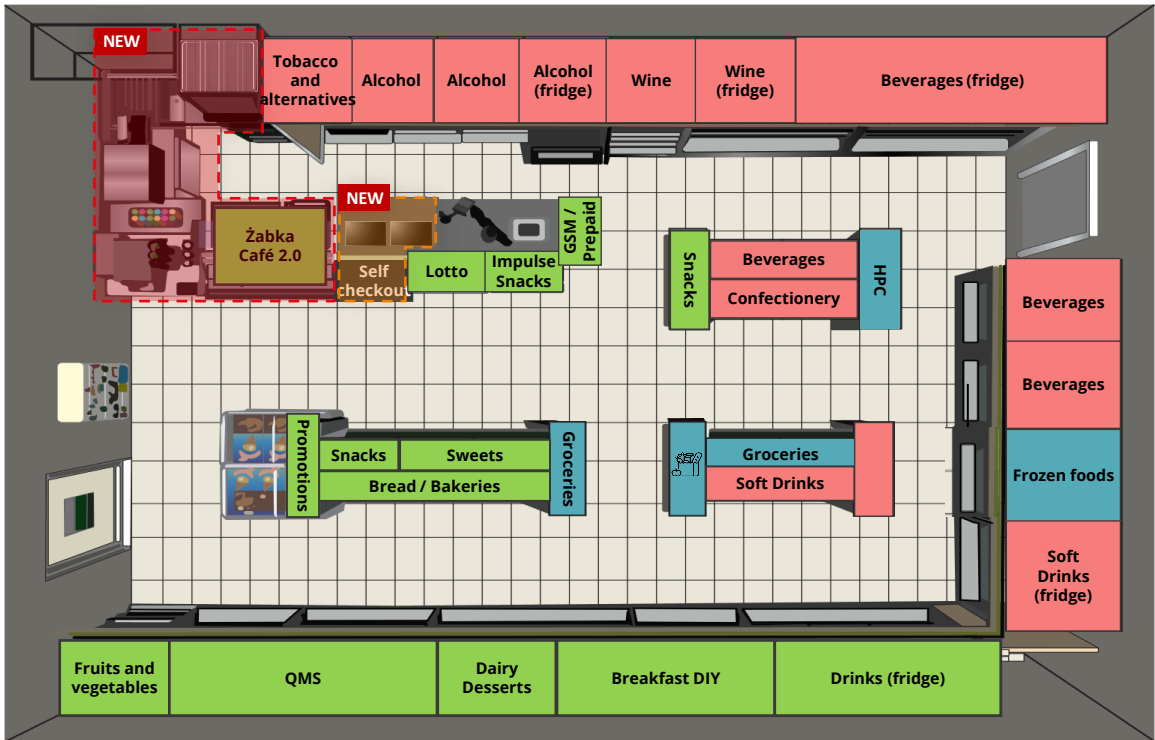 NEW
Tobacco
and
alternatives
Alcohol
Alcohol
Alcohol
(fridge)
Wine
Wine
(fridge)
Beverages (fridge)
NEW
Żabka
Café 2.0
Self
checkout
Lotto
Impulse
Snacks
GSM /
Prepaid
Snacks
Beverages
Confectionery
HPC
Beverages
Beverages
Frozen foods
Soft
Drinks
(fridge)
Promotions
Snacks
Sweets
Bread / Bakeries
Groceries
Groceries
Soft Drinks
Fruits and
vegetables
QMS
Dairy
Desserts
Breakfast DIY
Drinks (fridge)